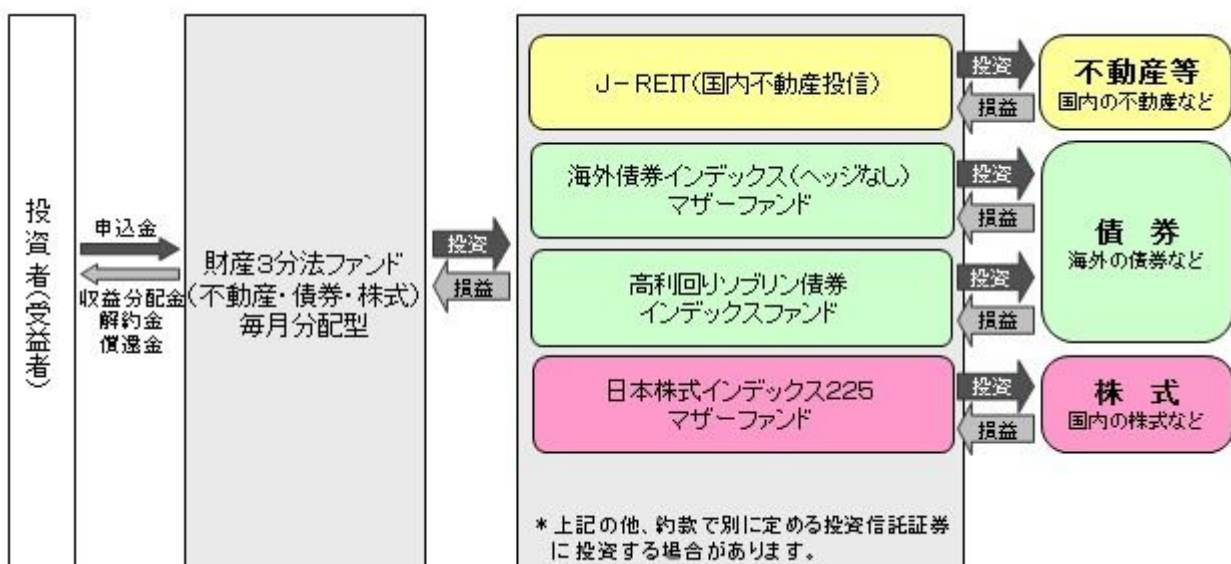 投資者(受益者)
申込金
収益分配金
解約金
償還金
財産3分法ファンド
(不動産・債券・株式)
毎月分配型
投資
損益
J-REIT(国内不動産投信)
投資
損益
不動産等
国内の不動産など
海外債券インデックス(ヘッジなし)
マザーファンド
投資
損益
高利回りソブリン債券
インデックスファンド
投資
損益
債 券
海外の債券など
日本株式インデックス225
マザーファンド
投資
損益
株 式
国内の株式など
*上記の他、約款で別に定める投資信託証券
に投資する場合があります。